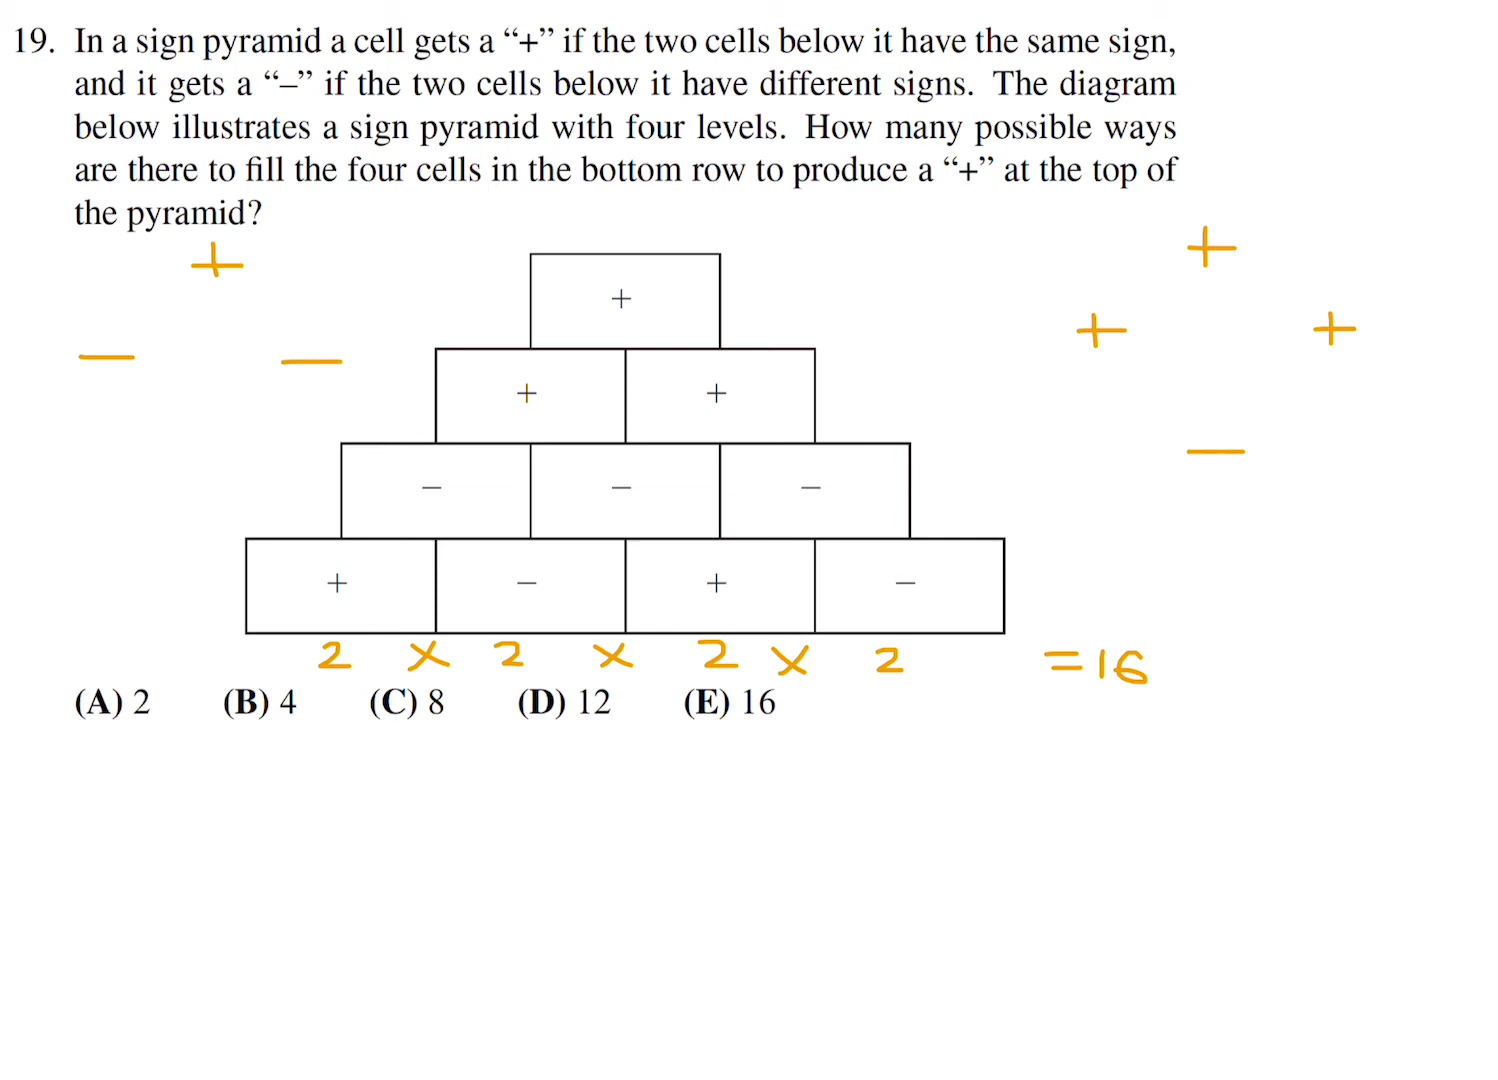 19. In a sign pyramid a cell gets a “+” if the two cells below it have the same sign,
and it gets a “–” if the two cells below it have different signs. The diagram
below illustrates a sign pyramid with four levels. How many possible ways
are there to fill the four cells in the bottom row to produce a “+” at the top of
the pyramid?
+ +
+
+ +
– –
+ +
– – – –
+ – + –
2 × 2 × 2 × 2 = 16
(A) 2 (B) 4 (C) 8 (D) 12 (E) 16